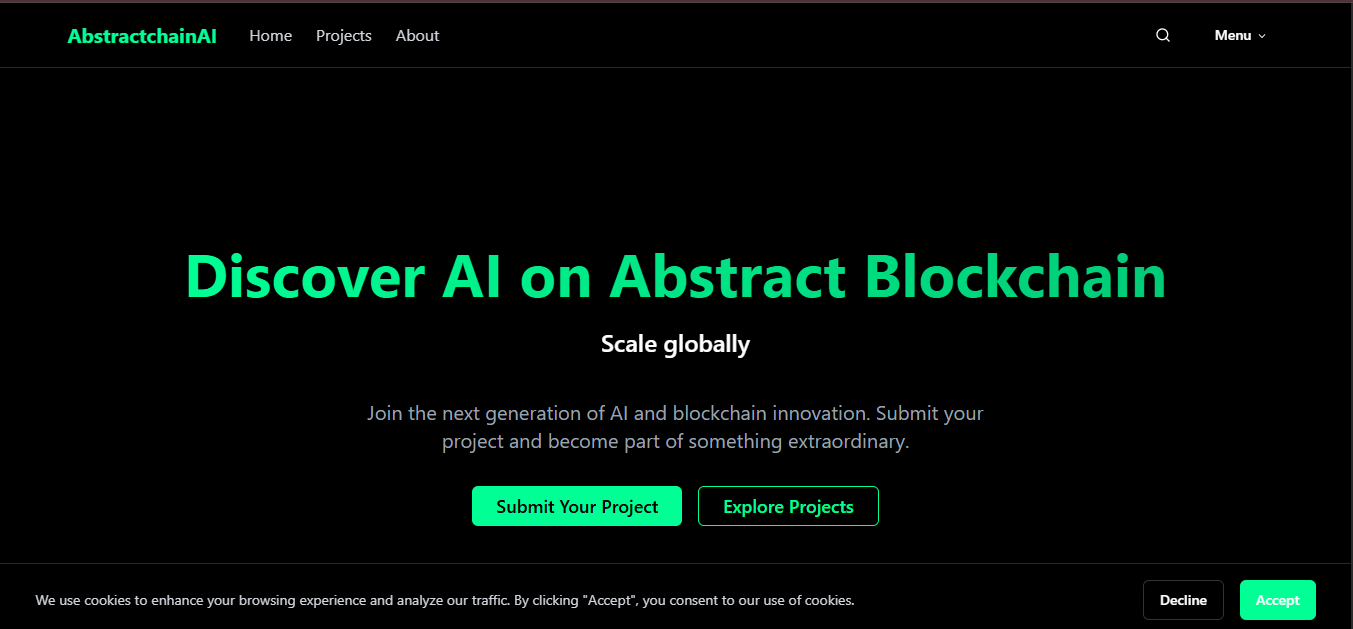 AbstractchainAI Home Projects About Menu
Discover AI on Abstract Blockchain
Scale globally
Join the next generation of AI and blockchain innovation. Submit your
project and become part of something extraordinary.
Submit Your Project Explore Projects
We use cookies to enhance your browsing experience and analyze our traffic. By clicking "Accept", you consent to our use of cookies. Decline Accept